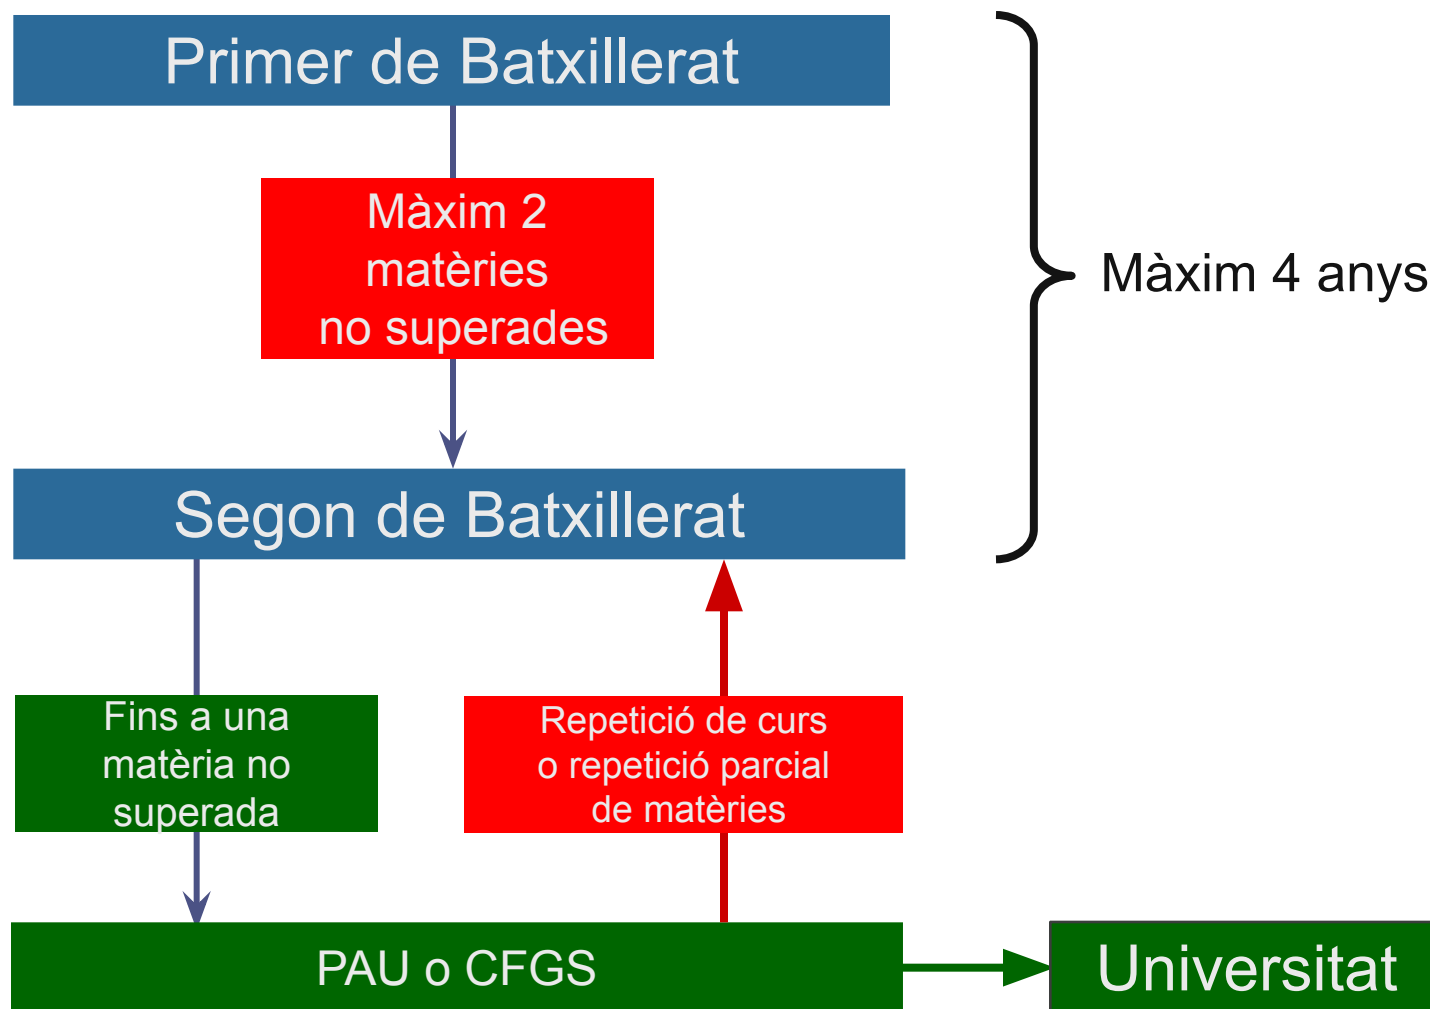 Primer de Batxillerat
Màxim 2
matèries
no superades
Màxim 4 anys
Segon de Batxillerat
Fins a una
matèria no
superada
Repetició de curs
o repetició parcial
de matèries
PAU o CFGS
Universitat